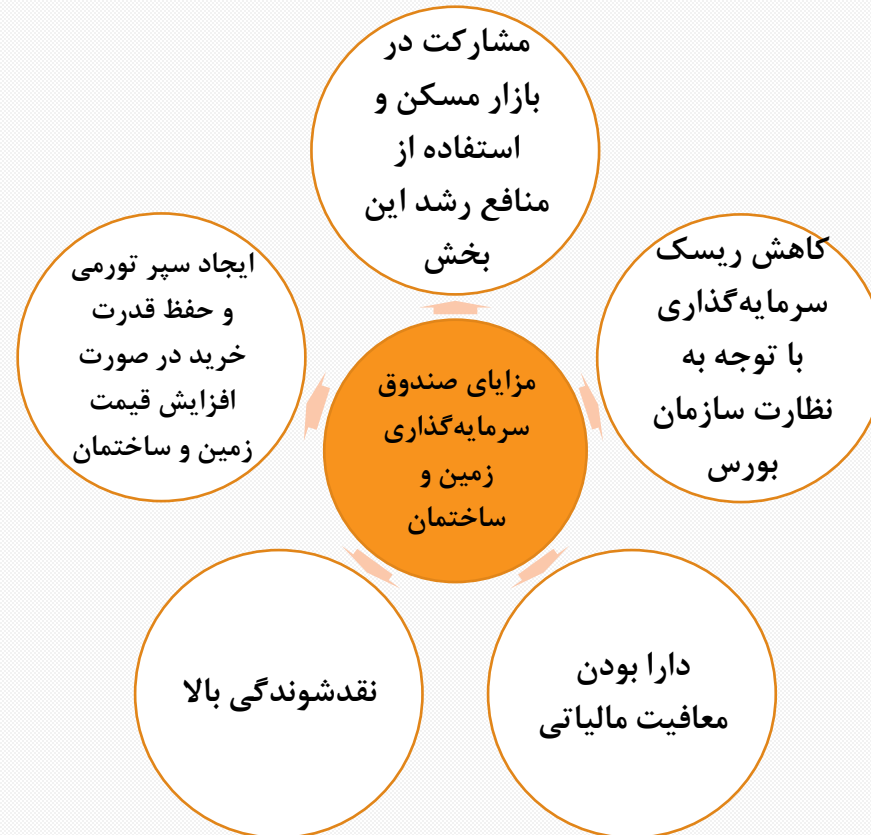 مشارکت در
بازار مسکن و
استفاده از
منافع رشد این
بخش
کاهش ریسک
سرمایه‌گذاری
با توجه به
نظارت سازمان
بورس
دارا بودن
معافیت مالیاتی
نقدشوندگی بالا
ایجاد سپر تورمی
و حفظ قدرت
خرید در صورت
افزایش قیمت
زمین و ساختمان
مزایای صندوق
سرمایه‌گذاری
زمین و
ساختمان